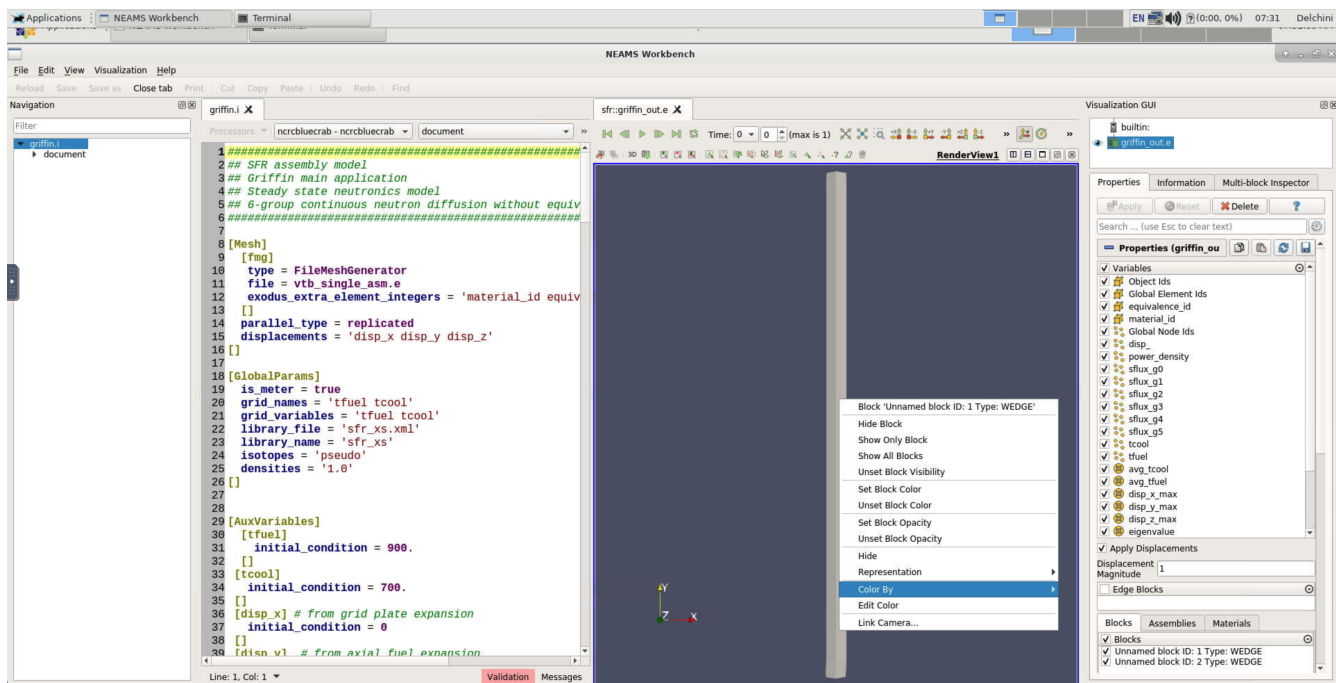 Applications NEAMS Workbench Terminal EN (0:00, 0%) 07:31 Delchini
NEAMS Workbench
File Edit View Visualization Help
Reload Save Save as Close tab Print Cut Copy Paste Undo Redo Find
Navigation
Filter
griffin.i
document
griffin.i
Processors ncrcbluecrab - ncrcbluecrab document
1 ####################################################
2 ## SFR assembly model
3 ## Griffin main application
4 ## Steady state neutronics model
5 ## 6-group continuous neutron diffusion without equiv
6 ####################################################
7
8 [Mesh]
9 [fmg]
10 type = FileMeshGenerator
11 file = vtb_single_asm.e
12 exodus_extra_element_integers = 'material_id equiv
13 []
14 parallel_type = replicated
15 displacements = 'disp_x disp_y disp_z'
16 []
17
18 [GlobalParams]
19 is_meter = true
20 grid_names = 'tfuel tcool'
21 grid_variables = 'tfuel tcool'
22 library_file = 'sfr_xs.xml'
23 library_name = 'sfr_xs'
24 isotopes = 'pseudo'
25 densities = '1.0'
26 []
27
28
29 [AuxVariables]
30 [tfuel]
31 initial_condition = 900.
32 []
33 [tcool]
34 initial_condition = 700.
35 []
36 [disp_x] # from grid plate expansion
37 initial_condition = 0
38 []
39 [disp_y] # from axial fuel expansion
Line: 1, Col: 1 Validation Messages
sfr::griffin_out.e
Time: 0 0 (max is 1)
3D RenderView1
Block 'Unnamed block ID: 1 Type: WEDGE'
Hide Block
Show Only Block
Show All Blocks
Unset Block Visibility
Set Block Color
Unset Block Color
Set Block Opacity
Unset Block Opacity
Hide
Representation
Color By
Edit Color
Link Camera...
Y
Z X
Visualization GUI
builtin:
griffin_out.e
Properties Information Multi-block Inspector
Apply Reset Delete ?
Search ... (use Esc to clear text)
Properties (griffin_ou
Variables
Object Ids
Global Element Ids
equivalence_id
material_id
Global Node Ids
disp_
power_density
sflux_g0
sflux_g1
sflux_g2
sflux_g3
sflux_g4
sflux_g5
tcool
tfuel
avg_tcool
avg_tfuel
disp_x_max
disp_y_max
disp_z_max
eigenvalue
Apply Displacements
Displacement Magnitude 1
Edge Blocks
Blocks Assemblies Materials
Blocks
Unnamed block ID: 1 Type: WEDGE
Unnamed block ID: 2 Type: WEDGE